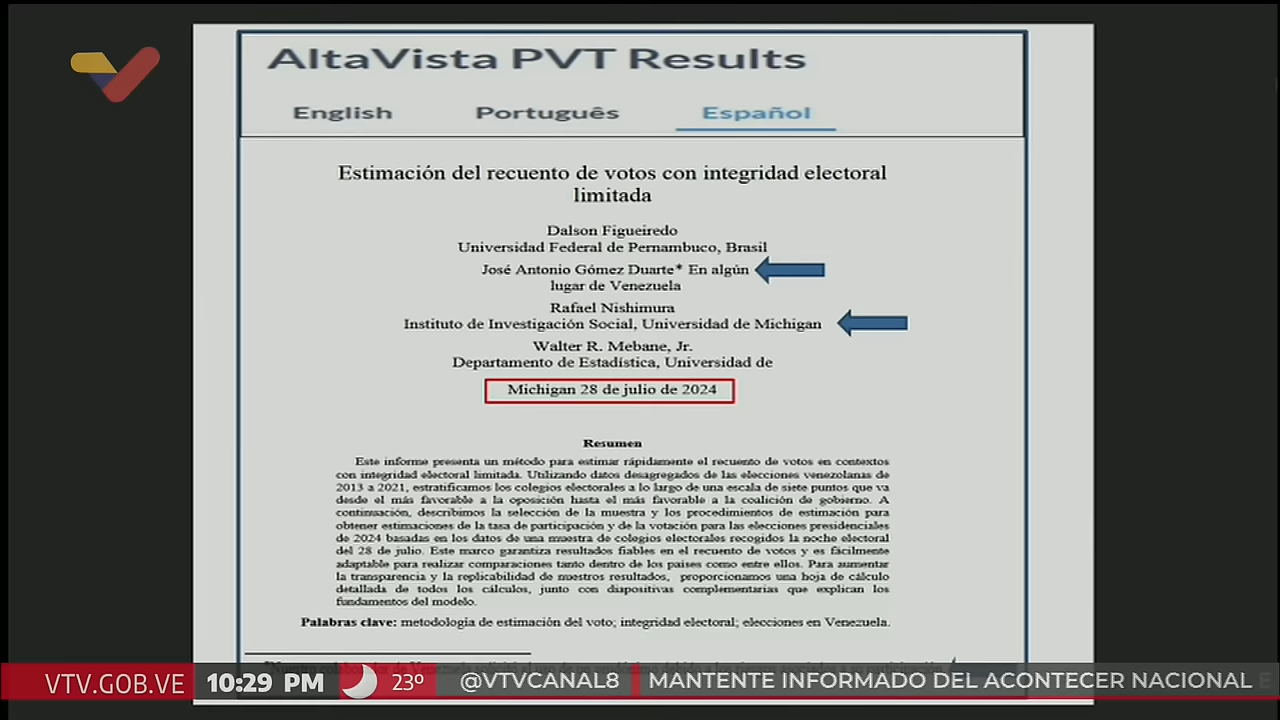 AltaVista PVT Results
English Português Español
Estimación del recuento de votos con integridad electoral
limitada
Dalson Figueiredo
Universidad Federal de Pernambuco, Brasil
José Antonio Gómez Duarte* En algún
lugar de Venezuela
Rafael Nishimura
Instituto de Investigación Social, Universidad de Michigan
Walter R. Mebane, Jr.
Departamento de Estadística, Universidad de
Michigan 28 de julio de 2024
Resumen
Este informe presenta un método para estimar rápidamente el recuento de votos en contextos
con integridad electoral limitada. Utilizando datos desagregados de las elecciones venezolanas de
2013 a 2021, estratificamos los colegios electorales a lo largo de una escala de siete puntos que va
desde el más favorable a la oposición hasta el más favorable a la coalición de gobierno. A
continuación, describimos la selección de la muestra y los procedimientos de estimación para
obtener estimaciones de la tasa de participación y de la votación para las elecciones presidenciales
de 2024 basadas en los datos de una muestra de colegios electorales recogidos la noche electoral
del 28 de julio. Este marco garantiza resultados fiables en el recuento de votos y es fácilmente
adaptable para realizar comparaciones tanto dentro de los países como entre ellos. Para aumentar
la transparencia y la replicabilidad de nuestros resultados, proporcionamos una hoja de cálculo
detallada de todos los cálculos, junto con diapositivas complementarias que explican los
fundamentos del modelo.
Palabras clave: metodología de estimación del voto; integridad electoral; elecciones en Venezuela.
VTV.GOB.VE 10:29 PM 23° @VTVCANAL8 MANTENTE INFORMADO DEL ACONTECER NACIONAL E